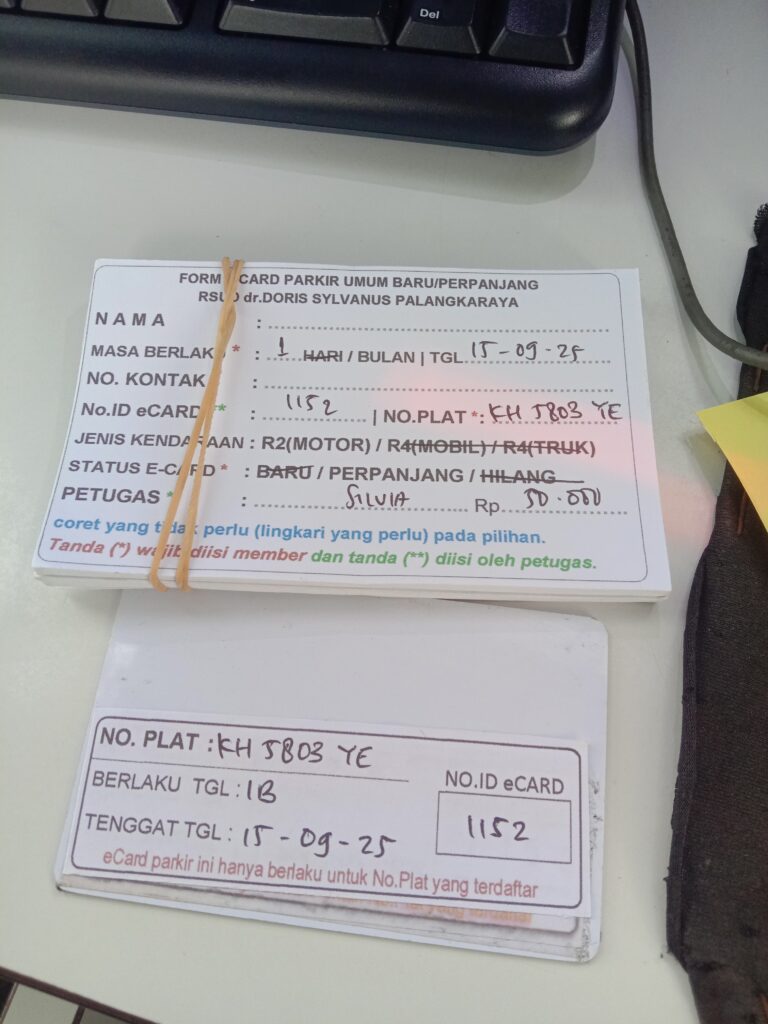 Del
FORM eCARD PARKIR UMUM BARU/PERPANJANG
RSUD dr.DORIS SYLVANUS PALANGKARAYA
N A M A : ..........
MASA BERLAKU * : 1 HARI / BULAN | TGL 15-09-25
NO. KONTAK : ..........
No.ID eCARD ** : 1152 | NO.PLAT *: KH 5803 YE
JENIS KENDARAAN : R2(MOTOR) / R4(MOBIL) / R4(TRUK)
STATUS E-CARD * : BARU / PERPANJANG / HILANG
PETUGAS * : SILVIA Rp. 50.000
coret yang tidak perlu (lingkari yang perlu) pada pilihan.
Tanda (*) wajib diisi member dan tanda (**) diisi oleh petugas.
NO. PLAT : KH 5803 YE
BERLAKU TGL : 1B
NO.ID eCARD
1152
TENGGAT TGL : 15-09-25
eCard parkir ini hanya berlaku untuk No.Plat yang terdaftar